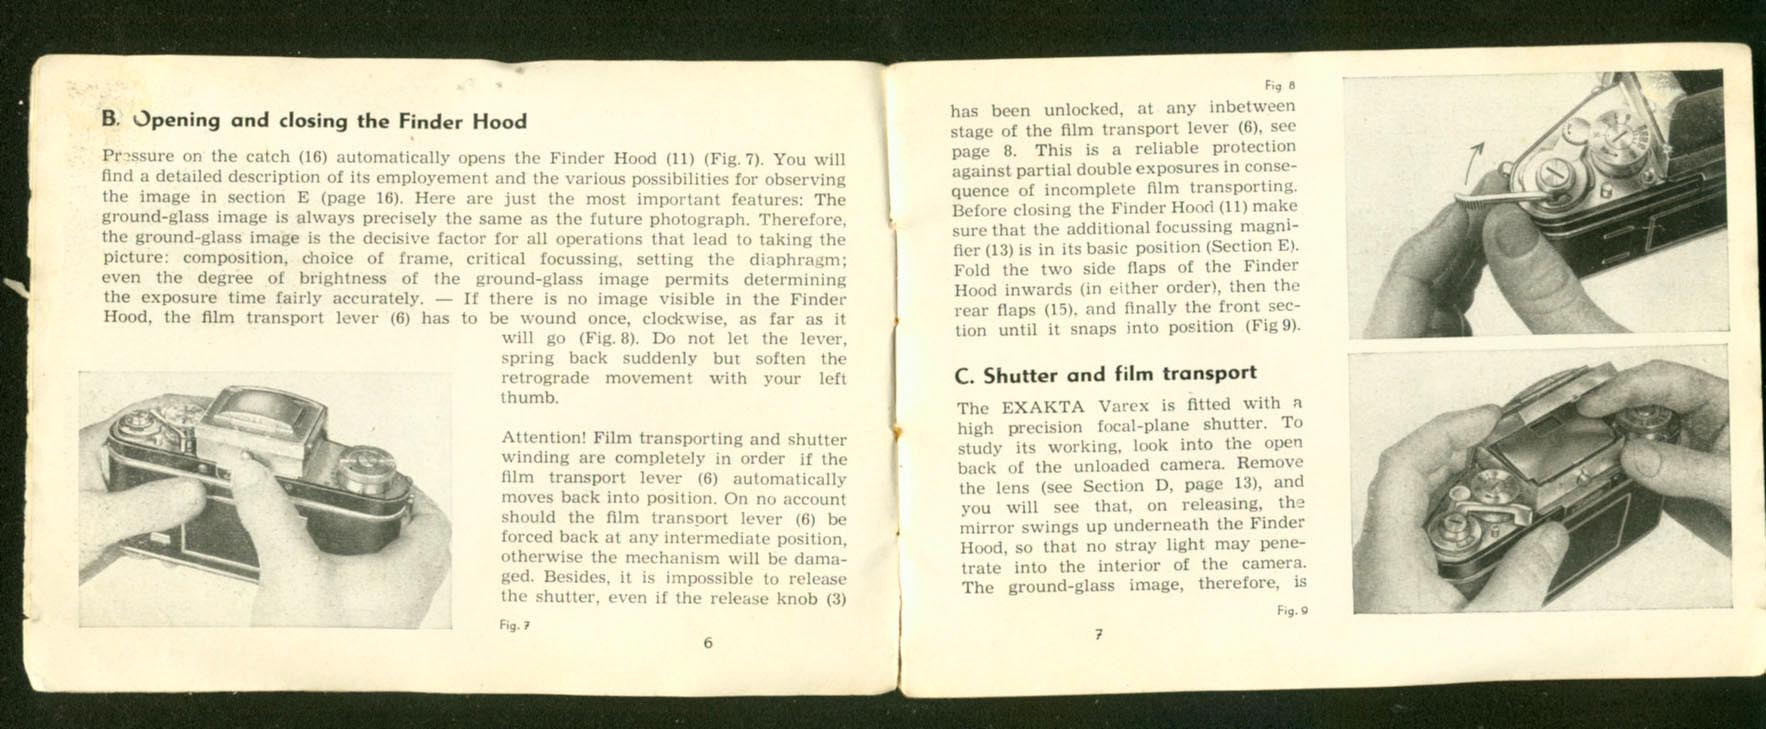 B. Opening and closing the Finder Hood
Pressure on the catch (16) automatically opens the Finder Hood (11) (Fig. 7). You will
find a detailed description of its employement and the various possibilities for observing
the image in section E (page 16). Here are just the most important features: The
ground-glass image is always precisely the same as the future photograph. Therefore,
the ground-glass image is the decisive factor for all operations that lead to taking the
picture: composition, choice of frame, critical focussing, setting the diaphragm;
even the degree of brightness of the ground-glass image permits determining
the exposure time fairly accurately. — If there is no image visible in the Finder
Hood, the film transport lever (6) has to be wound once, clockwise, as far as it
will go (Fig. 8). Do not let the lever,
spring back suddenly but soften the
retrograde movement with your left
thumb.
Attention! Film transporting and shutter
winding are completely in order if the
film transport lever (6) automatically
moves back into position. On no account
should the film transport lever (6) be
forced back at any intermediate position,
otherwise the mechanism will be dama-
ged. Besides, it is impossible to release
the shutter, even if the release knob (3)
Fig. 7
6
Fig. 8
has been unlocked, at any inbetween
stage of the film transport lever (6), see
page 8. This is a reliable protection
against partial double exposures in conse-
quence of incomplete film transporting.
Before closing the Finder Hood (11) make
sure that the additional focussing magni-
fier (13) is in its basic position (Section E).
Fold the two side flaps of the Finder
Hood inwards (in either order), then the
rear flaps (15), and finally the front sec-
tion until it snaps into position (Fig 9).
C. Shutter and film transport
The EXAKTA Varex is fitted with a
high precision focal-plane shutter. To
study its working, look into the open
back of the unloaded camera. Remove
the lens (see Section D, page 13), and
you will see that, on releasing, the
mirror swings up underneath the Finder
Hood, so that no stray light may pene-
trate into the interior of the camera.
The ground-glass image, therefore, is
Fig. 9
7